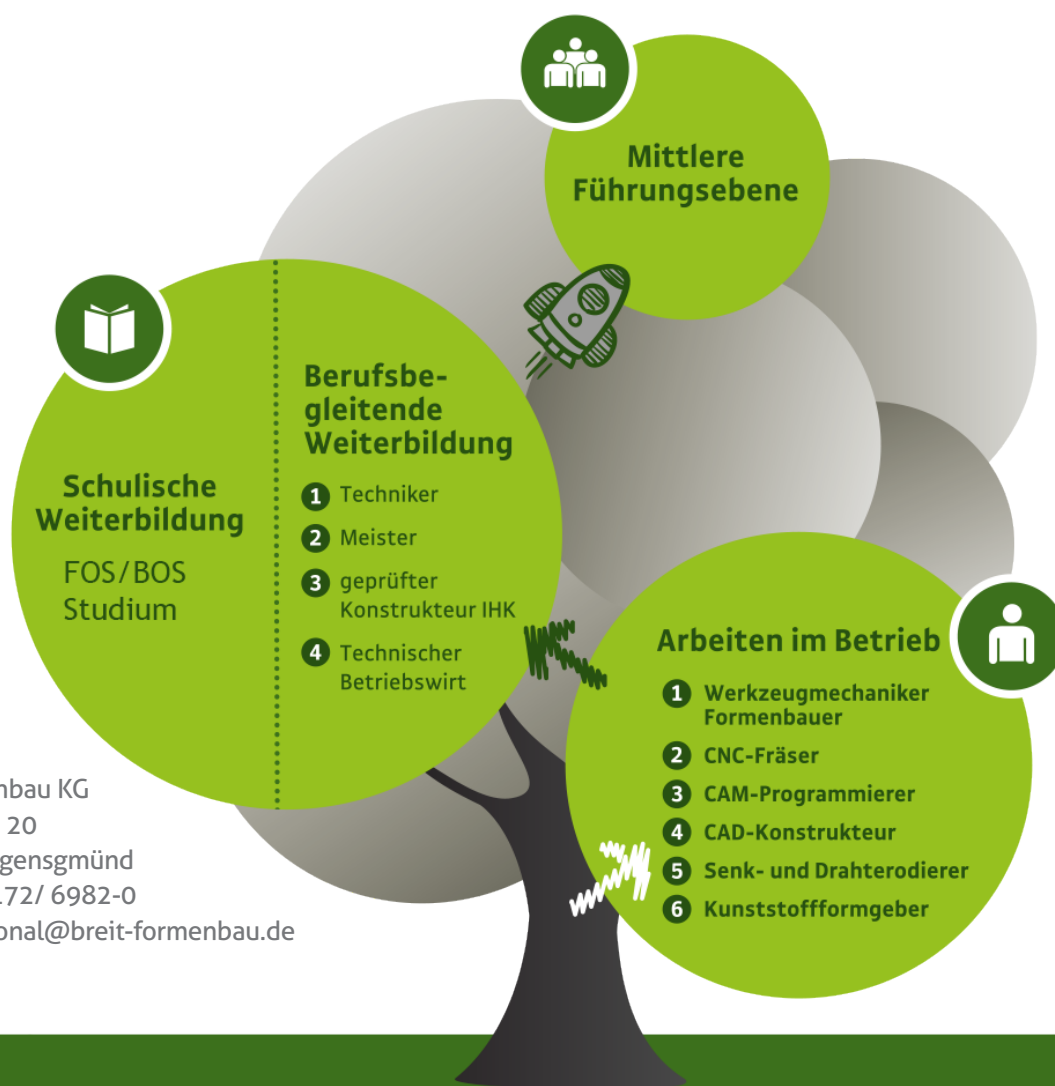 Mittlere
Führungsebene
Schulische
Weiterbildung
FOS/BOS
Studium
Berufsbe-
gleitende
Weiterbildung
1 Techniker
2 Meister
3 geprüfter
Konstrukteur IHK
4 Technischer
Betriebswirt
Arbeiten im Betrieb
1 Werkzeugmechaniker
Formenbauer
2 CNC-Fräser
3 CAM-Programmierer
4 CAD-Konstrukteur
5 Senk- und Drahterodierer
6 Kunststoffformgeber
nbau KG
20
gensgmünd
172/ 6982-0
onal@breit-formenbau.de